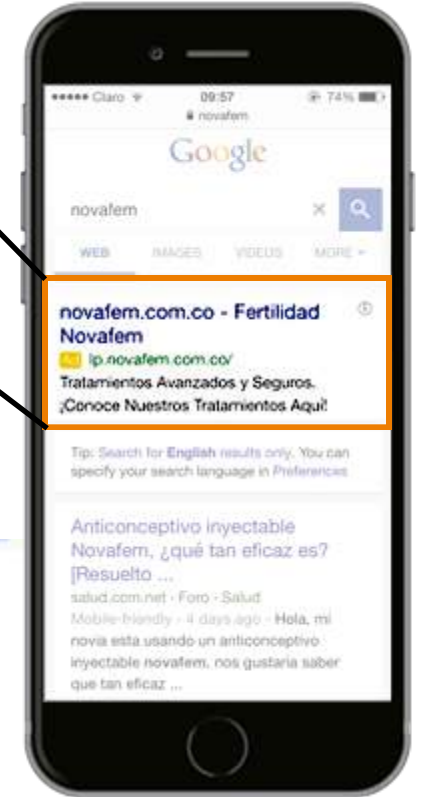 Claro 09:57 74%
novafem
Google
novafem
WEB IMAGES VIDEOS MORE
novafem.com.co - Fertilidad
Novafem
Ad lp.novafem.com.co/
Tratamientos Avanzados y Seguros.
¡Conoce Nuestros Tratamientos Aquí!
Tip: Search for English results only. You can
specify your search language in Preferences
Anticonceptivo inyectable
Novafem, ¿qué tan eficaz es?
[Resuelto ...
salud.com.net - Foro - Salud
Mobile-friendly - 4 days ago - Hola, mi
novia esta usando un anticonceptivo
inyectable novafem, nos gustaria saber
que tan eficaz ...